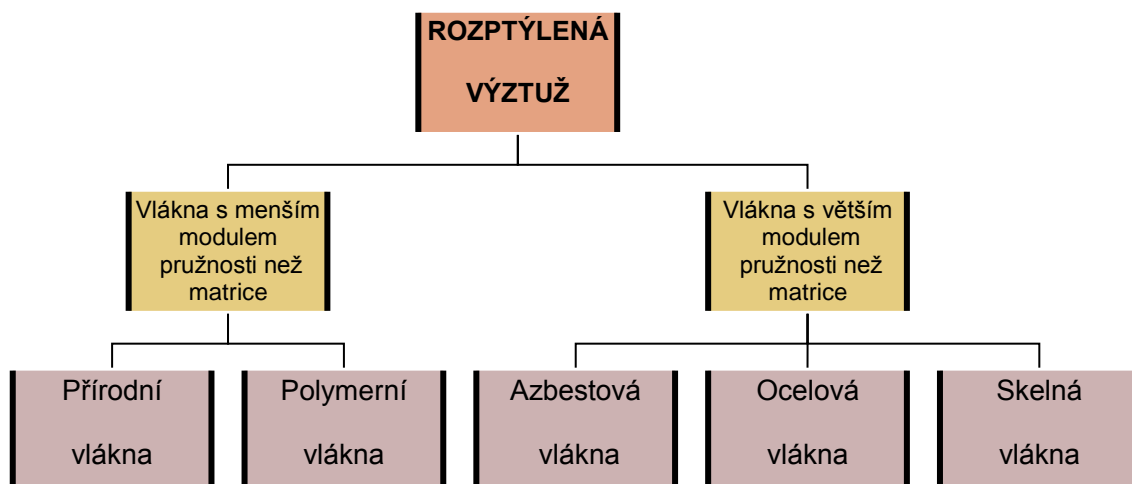 ROZPTÝLENÁ
VÝZTUŽ
Vlákna s menším
modulem
pružnosti než
matrice
Vlákna s větším
modulem
pružnosti než
matrice
Přírodní
vlákna
Polymerní
vlákna
Azbestová
vlákna
Ocelová
vlákna
Skelná
vlákna